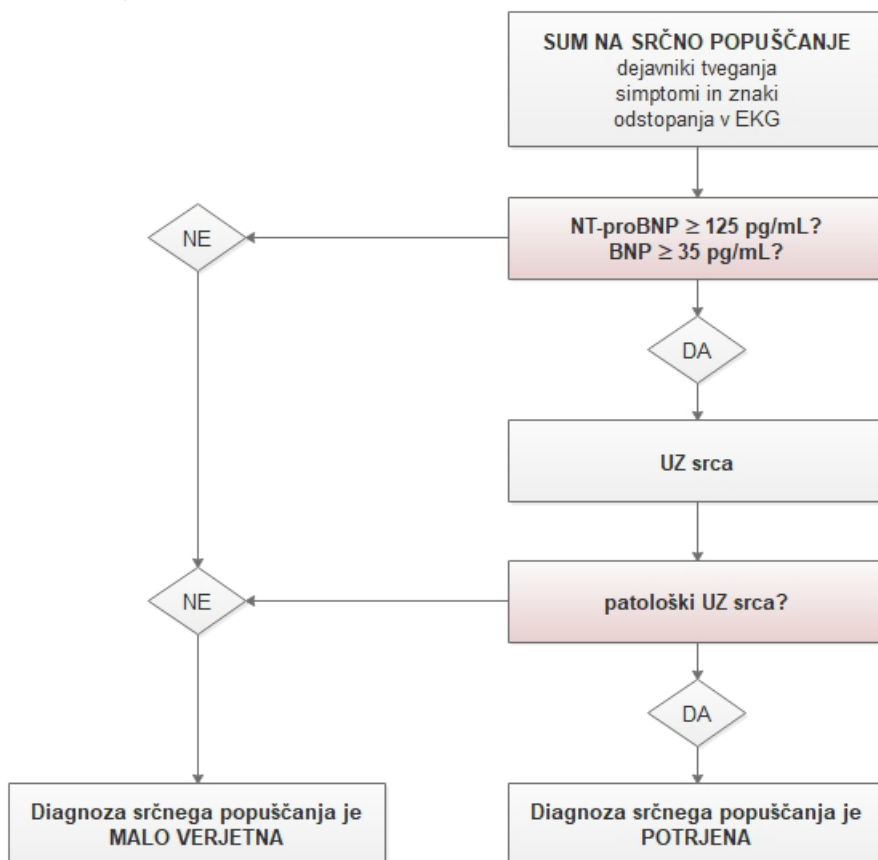 SUM NA SRČNO POPUŠČANJE
dejavniki tveganja
simptomi in znaki
odstopanja v EKG
NT-proBNP ≥ 125 pg/mL?
BNP ≥ 35 pg/mL?
NE
DA
UZ srca
patološki UZ srca?
NE
DA
Diagnoza srčnega popuščanja je
MALO VERJETNA
Diagnoza srčnega popuščanja je
POTRJENA